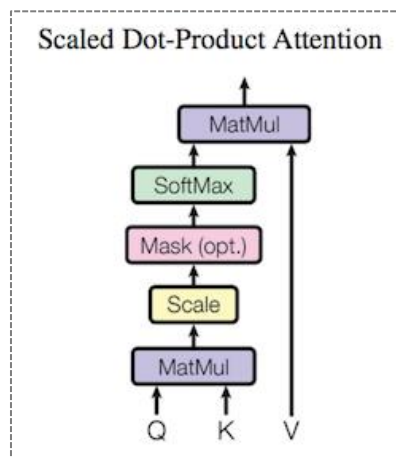 Scaled Dot-Product Attention
MatMul
SoftMax
Mask (opt.)
Scale
MatMul
Q K V